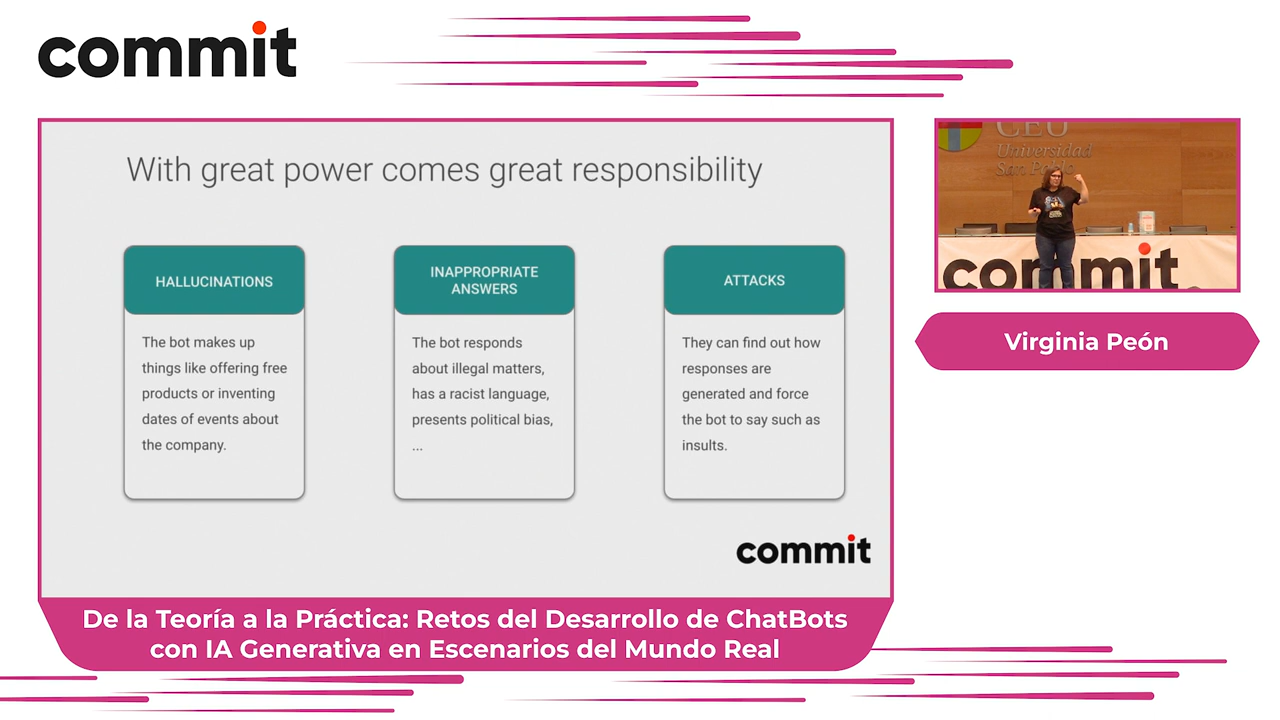 commit
With great power comes great responsibility
HALLUCINATIONS
The bot makes up
things like offering free
products or inventing
dates of events about
the company.
INAPPROPRIATE
ANSWERS
The bot responds
about illegal matters,
has a racist language,
presents political bias,
...
ATTACKS
They can find out how
responses are
generated and force
the bot to say such as
insults.
commit
De la Teoría a la Práctica: Retos del Desarrollo de ChatBots
con IA Generativa en Escenarios del Mundo Real
CEU
Universidad
San Pablo
commit
Virginia Peón